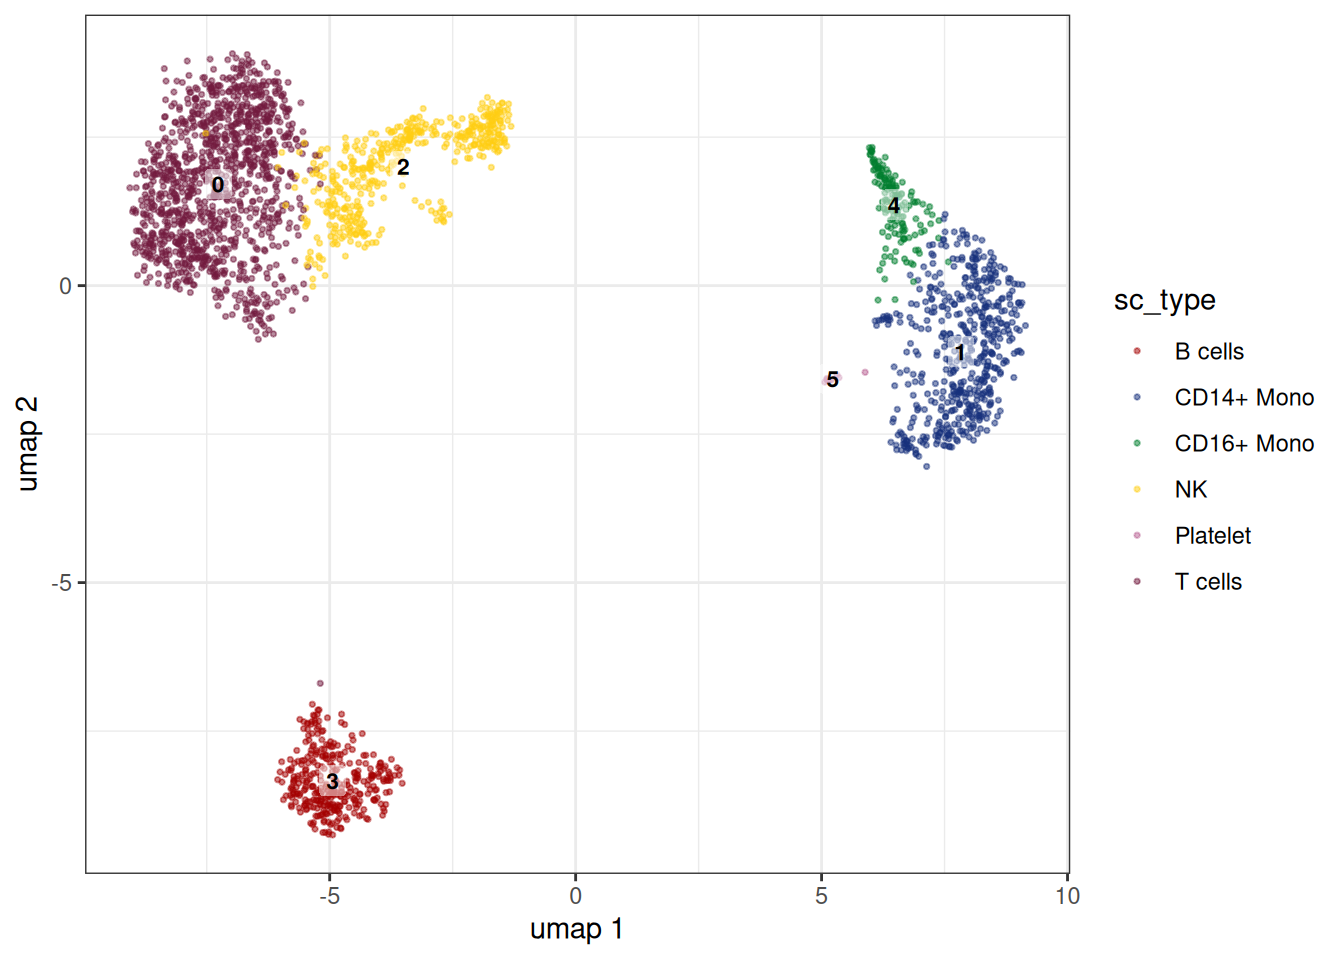 0
2
4
1
5
3
0
-5
-5
0
5
10
umap 1
umap 2
sc_type
B cells
CD14+ Mono
CD16+ Mono
NK
Platelet
T cells